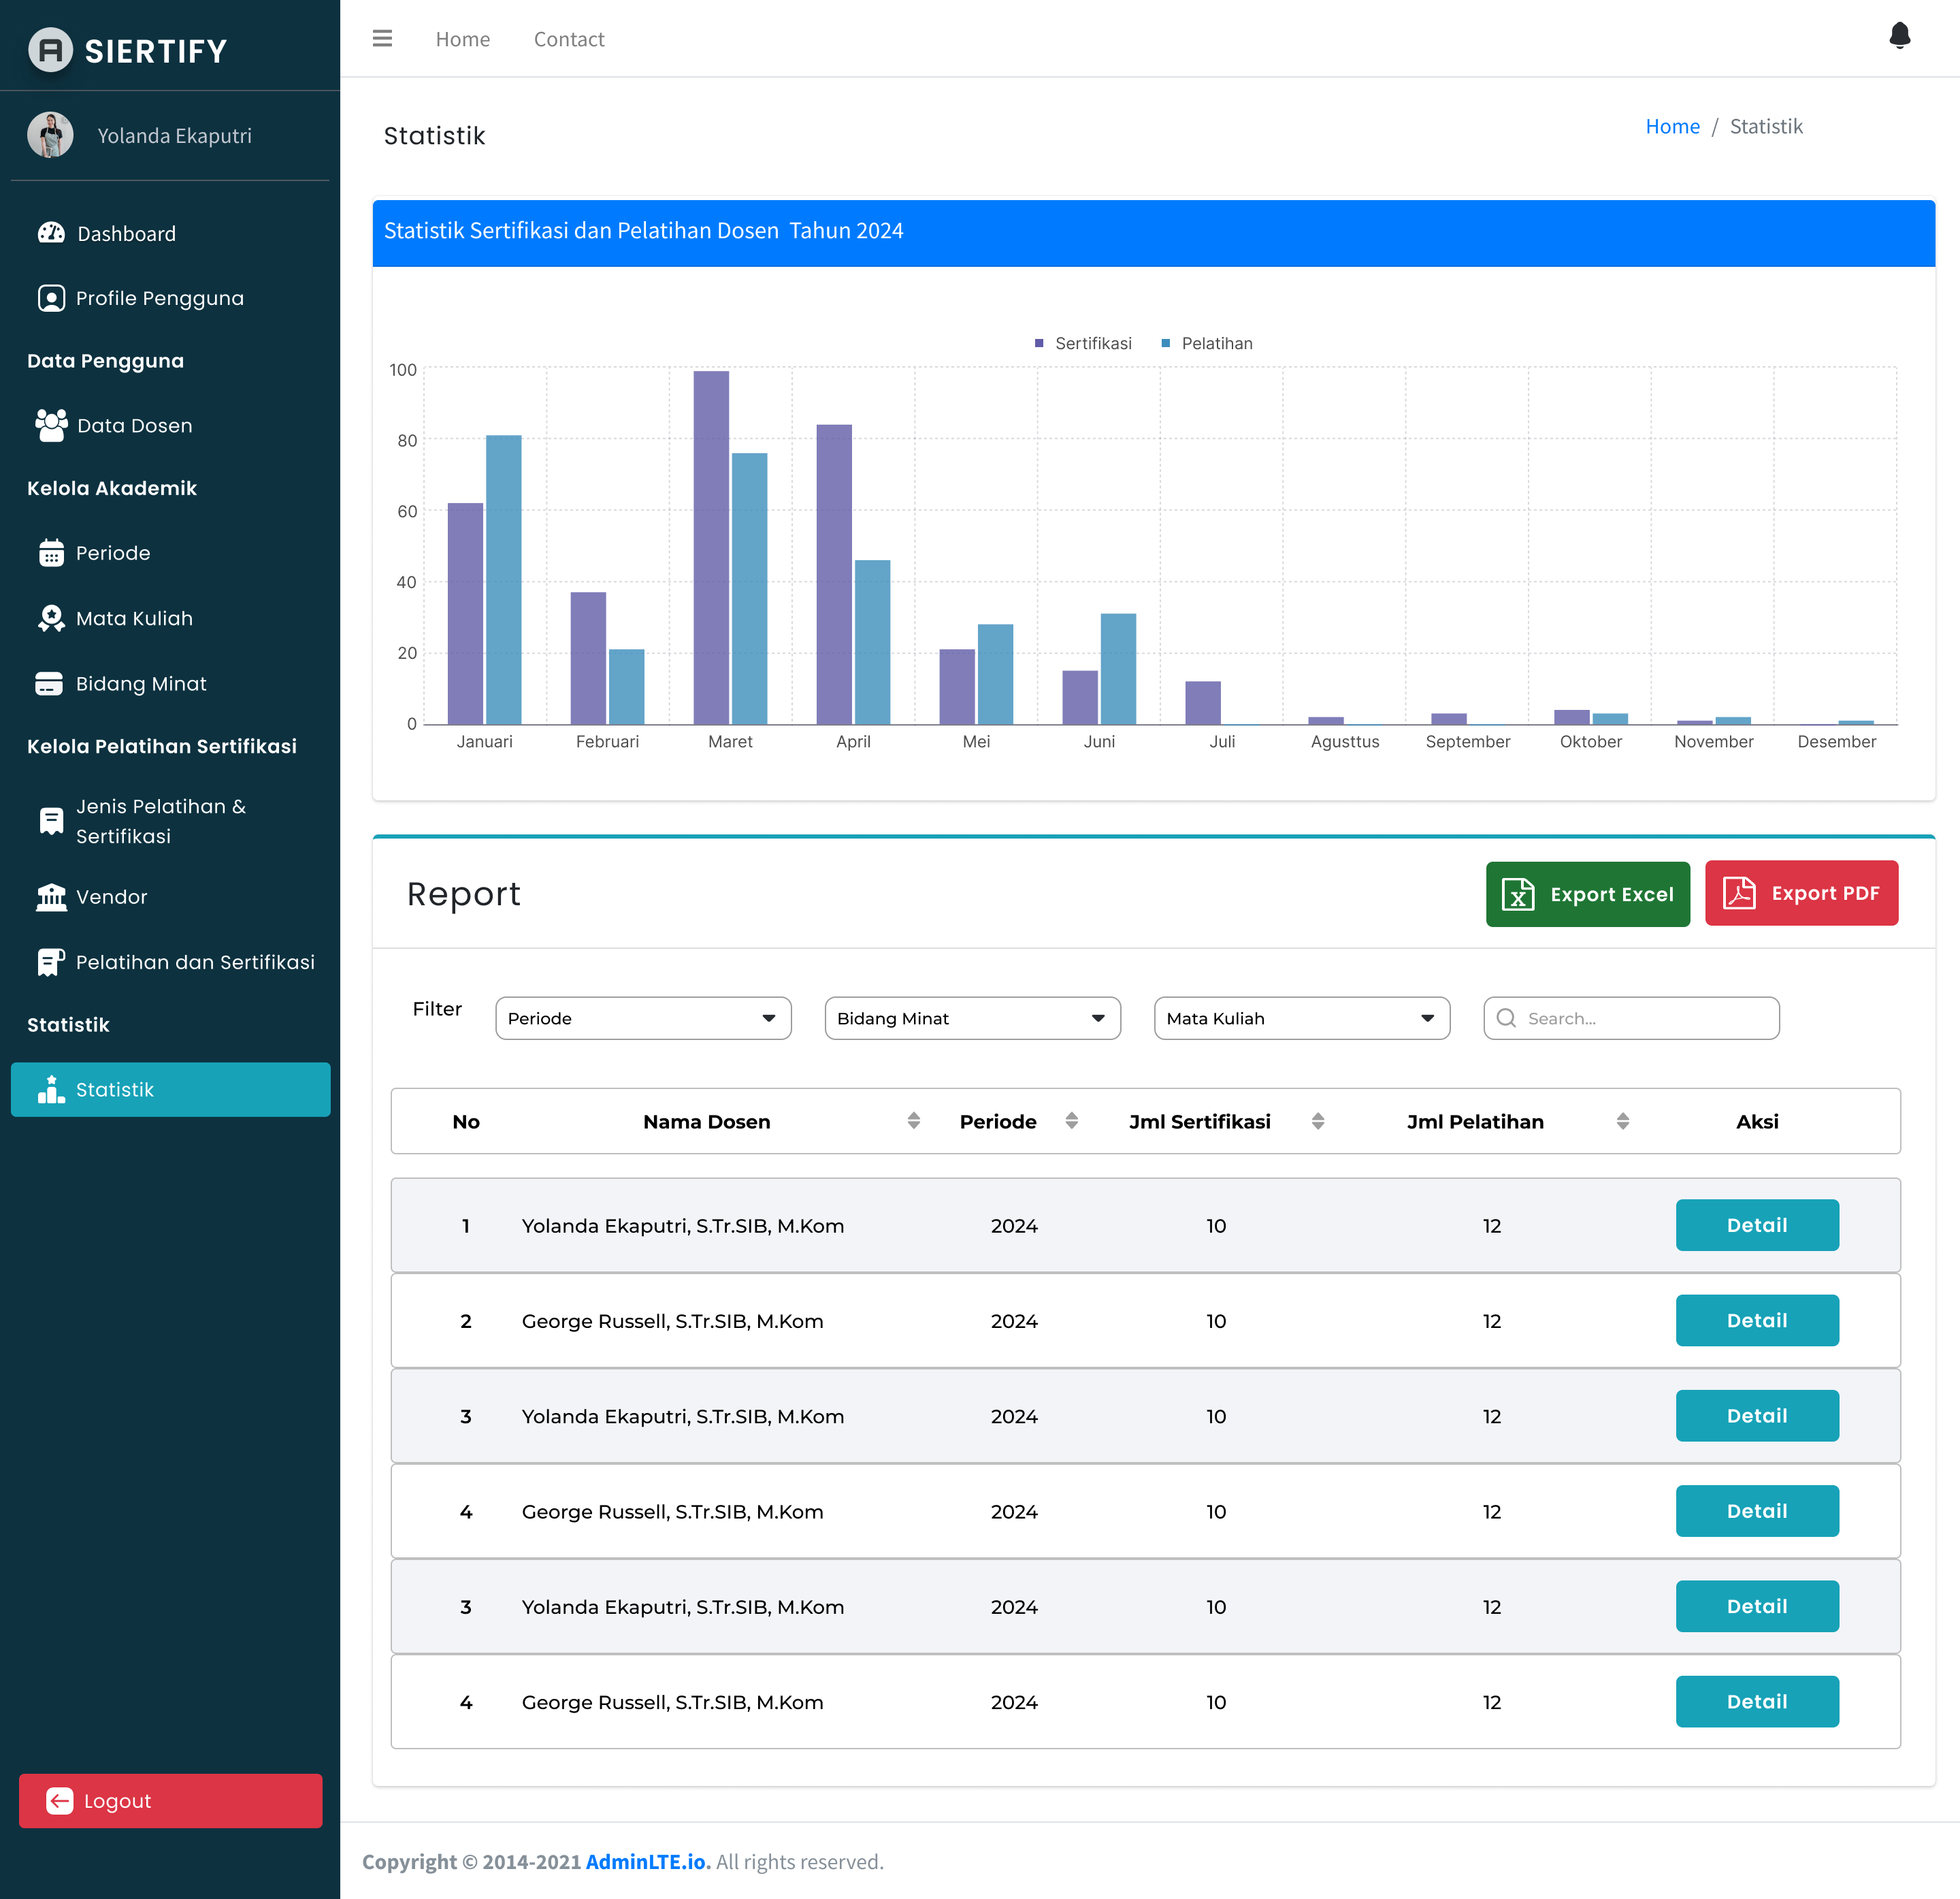 SIERTIFY
Yolanda Ekaputri
Dashboard
Profile Pengguna
Data Pengguna
Data Dosen
Kelola Akademik
Periode
Mata Kuliah
Bidang Minat
Kelola Pelatihan Sertifikasi
Jenis Pelatihan &
Sertifikasi
Vendor
Pelatihan dan Sertifikasi
Statistik
Statistik
Logout
Home Contact
Statistik
Home / Statistik
Statistik Sertifikasi dan Pelatihan Dosen Tahun 2024
Sertifikasi Pelatihan
100
80
60
40
20
0
Januari Februari Maret April Mei Juni Juli Agusttus September Oktober November Desember
Report
Export Excel Export PDF
Filter Periode Bidang Minat Mata Kuliah Search...
No Nama Dosen Periode Jml Sertifikasi Jml Pelatihan Aksi
1 Yolanda Ekaputri, S.Tr.SIB, M.Kom 2024 10 12 Detail
2 George Russell, S.Tr.SIB, M.Kom 2024 10 12 Detail
3 Yolanda Ekaputri, S.Tr.SIB, M.Kom 2024 10 12 Detail
4 George Russell, S.Tr.SIB, M.Kom 2024 10 12 Detail
3 Yolanda Ekaputri, S.Tr.SIB, M.Kom 2024 10 12 Detail
4 George Russell, S.Tr.SIB, M.Kom 2024 10 12 Detail
Copyright © 2014-2021 AdminLTE.io. All rights reserved.